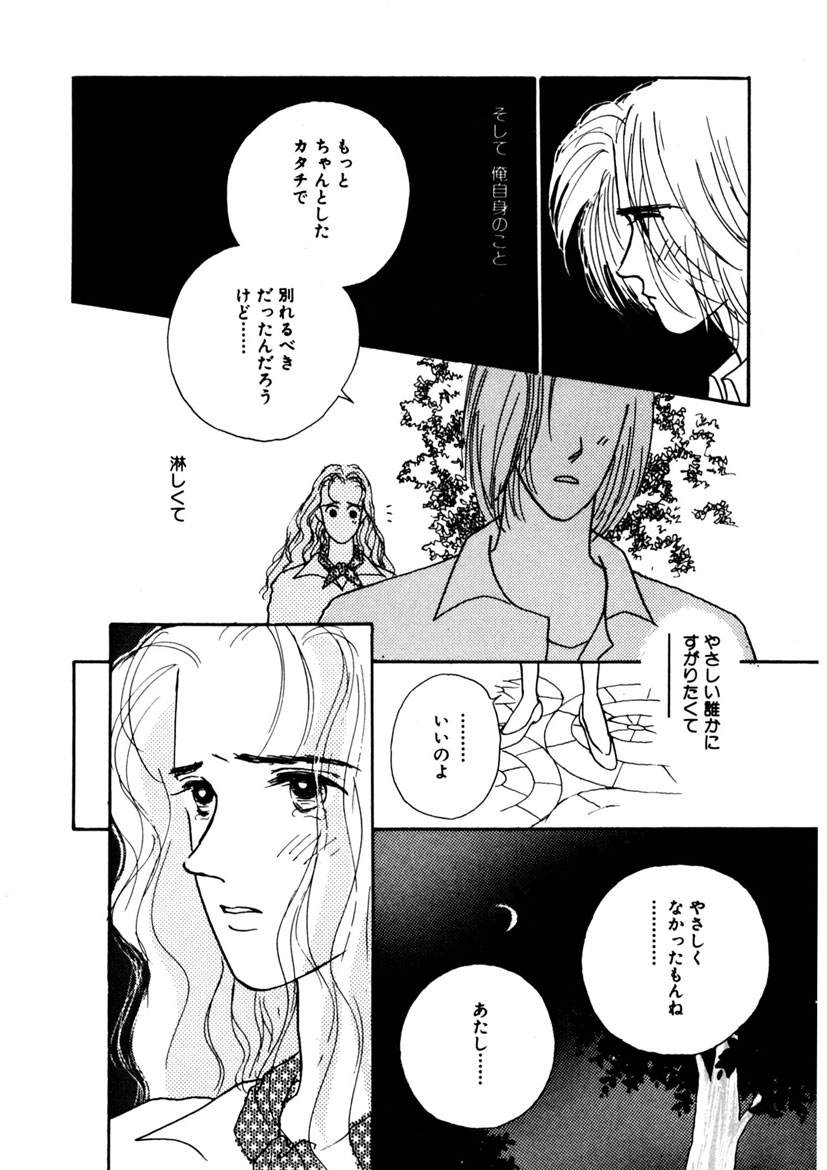 そして 俺自身のこと
もっと
ちゃんとした
カタチで
別れるべき
だったんだろう
けど……
淋しくて
やさしい誰かに
すがりたくて
………
いいのよ
やさしく
なかったもんね
…………
あたし……